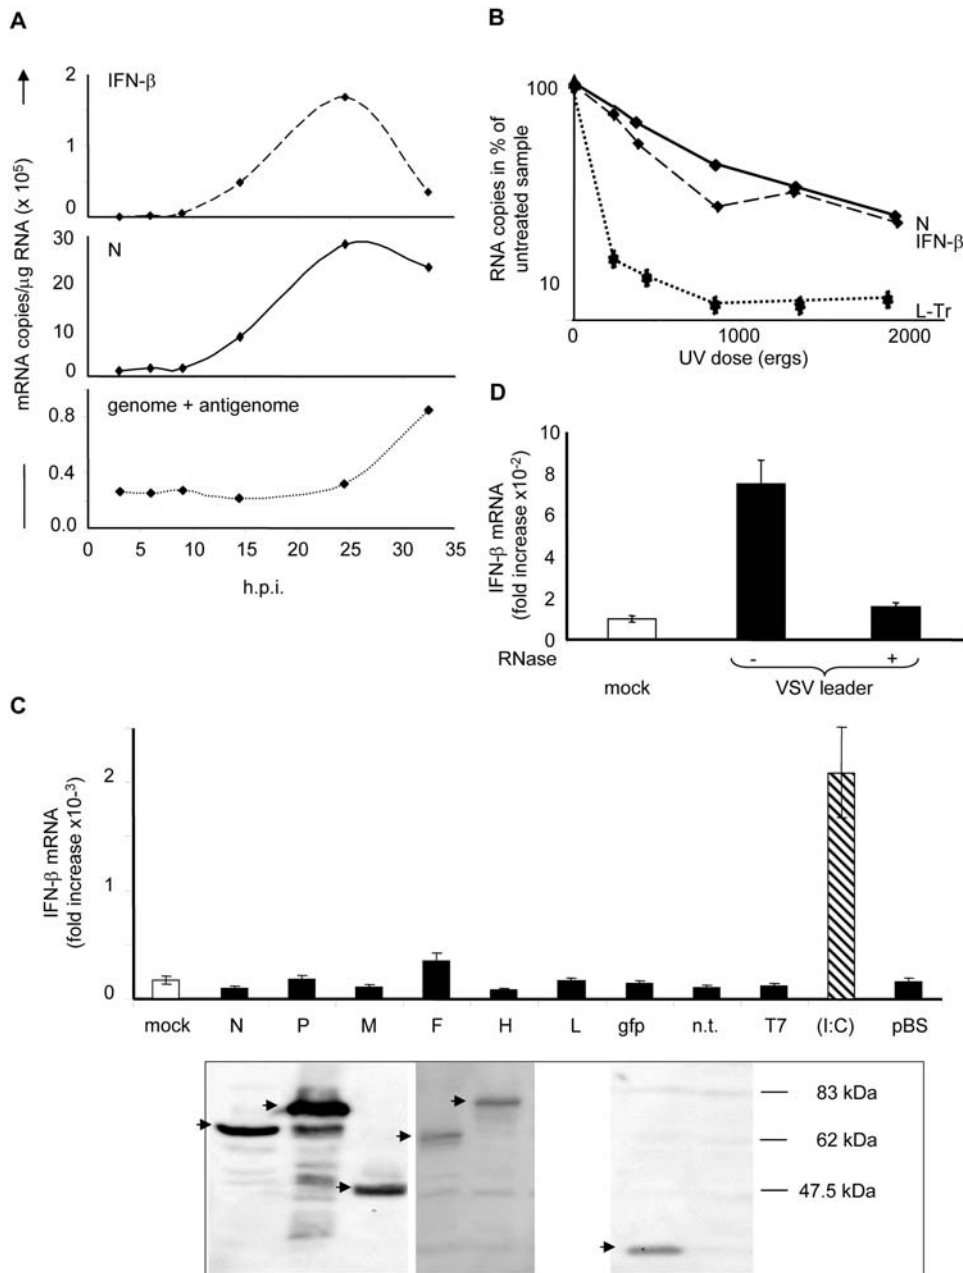 A
mRNA copies/µg RNA (x 10⁵)
IFN-β
2
1
0
N
30
20
10
0
genome + antigenome
0.8
0.4
0.0
0 5 10 15 20 25 30 35
h.p.i.
B
RNA copies in % of
untreated sample
100
10
N
IFN-β
L-Tr
0 1000 2000
UV dose (ergs)
D
IFN-β mRNA
(fold increase x10⁻²)
10
8
6
4
2
0
RNase - +
mock VSV leader
C
IFN-β mRNA
(fold increase x10⁻³)
2
1
0
mock N P M F H L gfp n.t. T7 (I:C) pBS
83 kDa
62 kDa
47.5 kDa